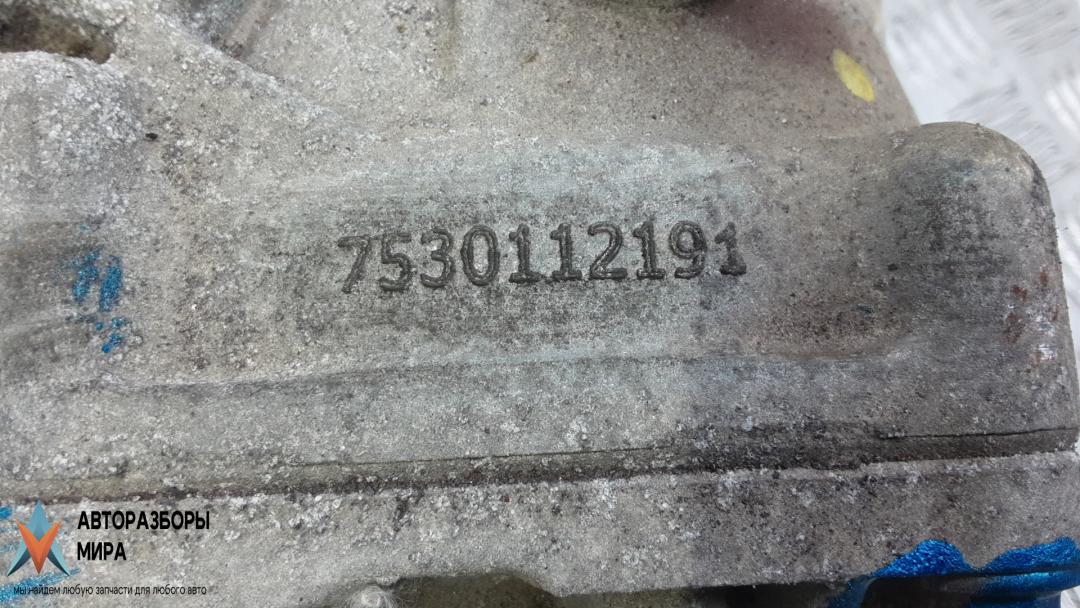 7530112191
АВТОРАЗБОРЫ
МИРА
мы найдем любую запчасти для любого авто